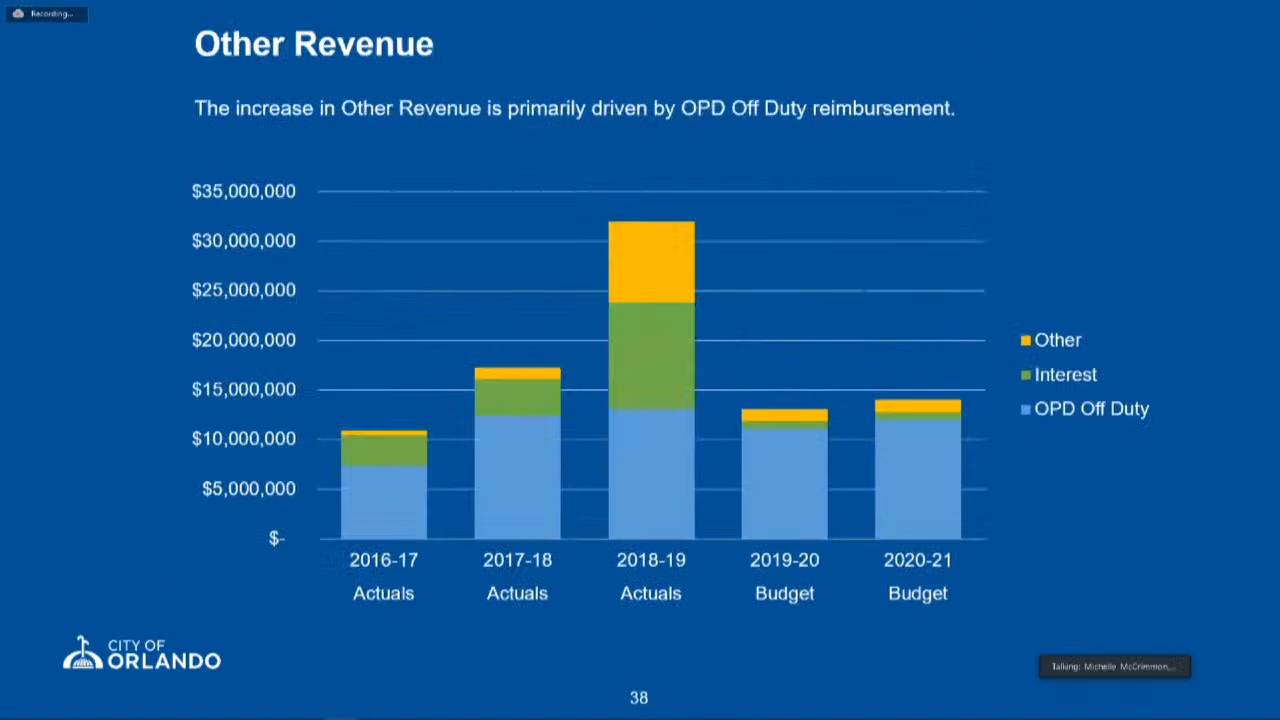 Recording...
Other Revenue
The increase in Other Revenue is primarily driven by OPD Off Duty reimbursement.
$35,000,000
$30,000,000
$25,000,000
$20,000,000
$15,000,000
$10,000,000
$5,000,000
$-
2016-17
Actuals
2017-18
Actuals
2018-19
Actuals
2019-20
Budget
2020-21
Budget
Other
Interest
OPD Off Duty
CITY OF
ORLANDO
Talking: Michelle McCrimmon,...
38